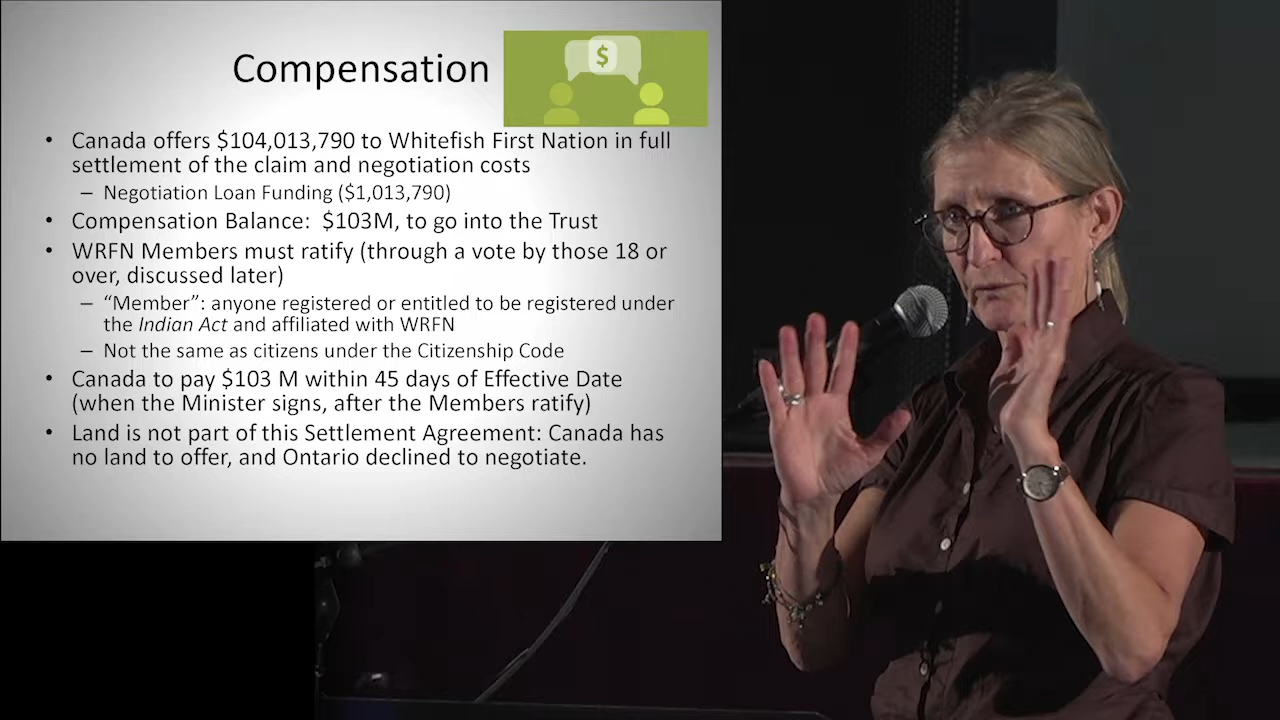 Compensation
$
• Canada offers $104,013,790 to Whitefish First Nation in full
settlement of the claim and negotiation costs
– Negotiation Loan Funding ($1,013,790)
• Compensation Balance:  $103M, to go into the Trust
• WRFN Members must ratify (through a vote by those 18 or
over, discussed later)
– “Member”: anyone registered or entitled to be registered under
the Indian Act and affiliated with WRFN
– Not the same as citizens under the Citizenship Code
• Canada to pay $103 M within 45 days of Effective Date
(when the Minister signs, after the Members ratify)
• Land is not part of this Settlement Agreement: Canada has
no land to offer, and Ontario declined to negotiate.